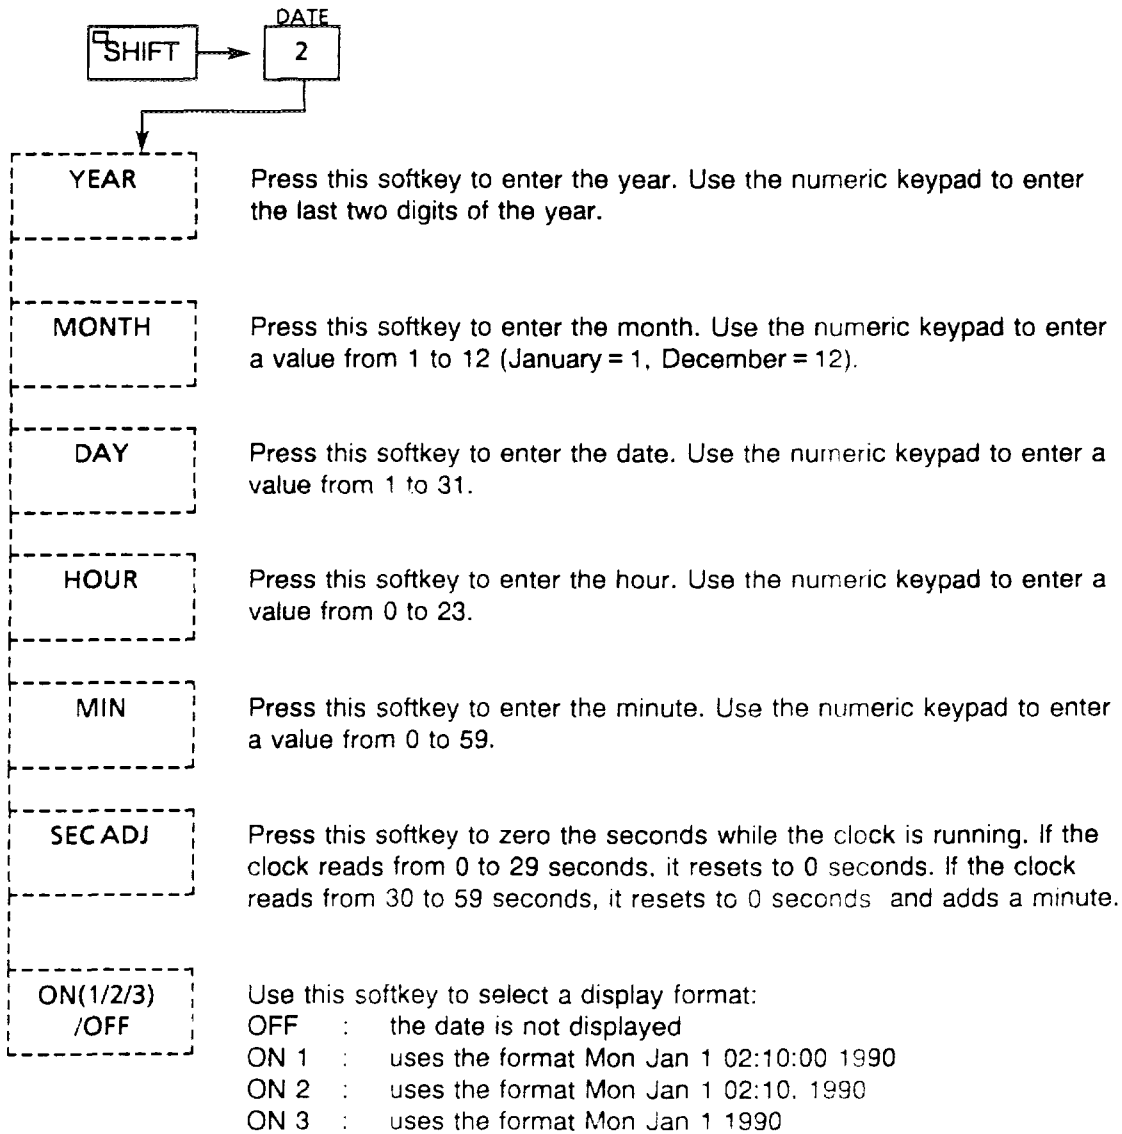 DATE
SHIFT 2
YEAR
Press this softkey to enter the year. Use the numeric keypad to enter
the last two digits of the year.
MONTH
Press this softkey to enter the month. Use the numeric keypad to enter
a value from 1 to 12 (January = 1, December = 12).
DAY
Press this softkey to enter the date. Use the numeric keypad to enter a
value from 1 to 31.
HOUR
Press this softkey to enter the hour. Use the numeric keypad to enter a
value from 0 to 23.
MIN
Press this softkey to enter the minute. Use the numeric keypad to enter
a value from 0 to 59.
SEC ADJ
Press this softkey to zero the seconds while the clock is running. If the
clock reads from 0 to 29 seconds, it resets to 0 seconds. If the clock
reads from 30 to 59 seconds, it resets to 0 seconds and adds a minute.
ON(1/2/3)
/OFF
Use this softkey to select a display format:
OFF : the date is not displayed
ON 1 : uses the format Mon Jan 1 02:10:00 1990
ON 2 : uses the format Mon Jan 1 02:10. 1990
ON 3 : uses the format Mon Jan 1 1990